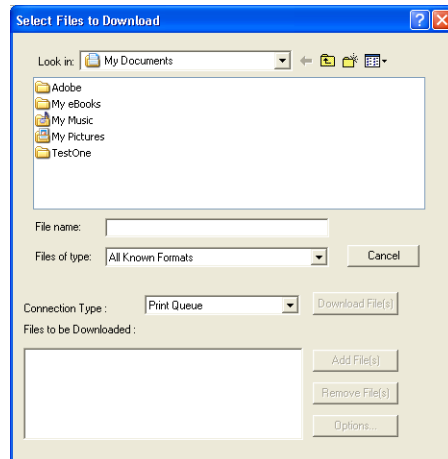 Select Files to Download
Look in: My Documents
Adobe
My eBooks
My Music
My Pictures
TestOne
File name:
Files of type: All Known Formats Cancel
Connection Type : Print Queue Download File(s)
Files to be Downloaded :
Add File(s)
Remove File(s)
Options...